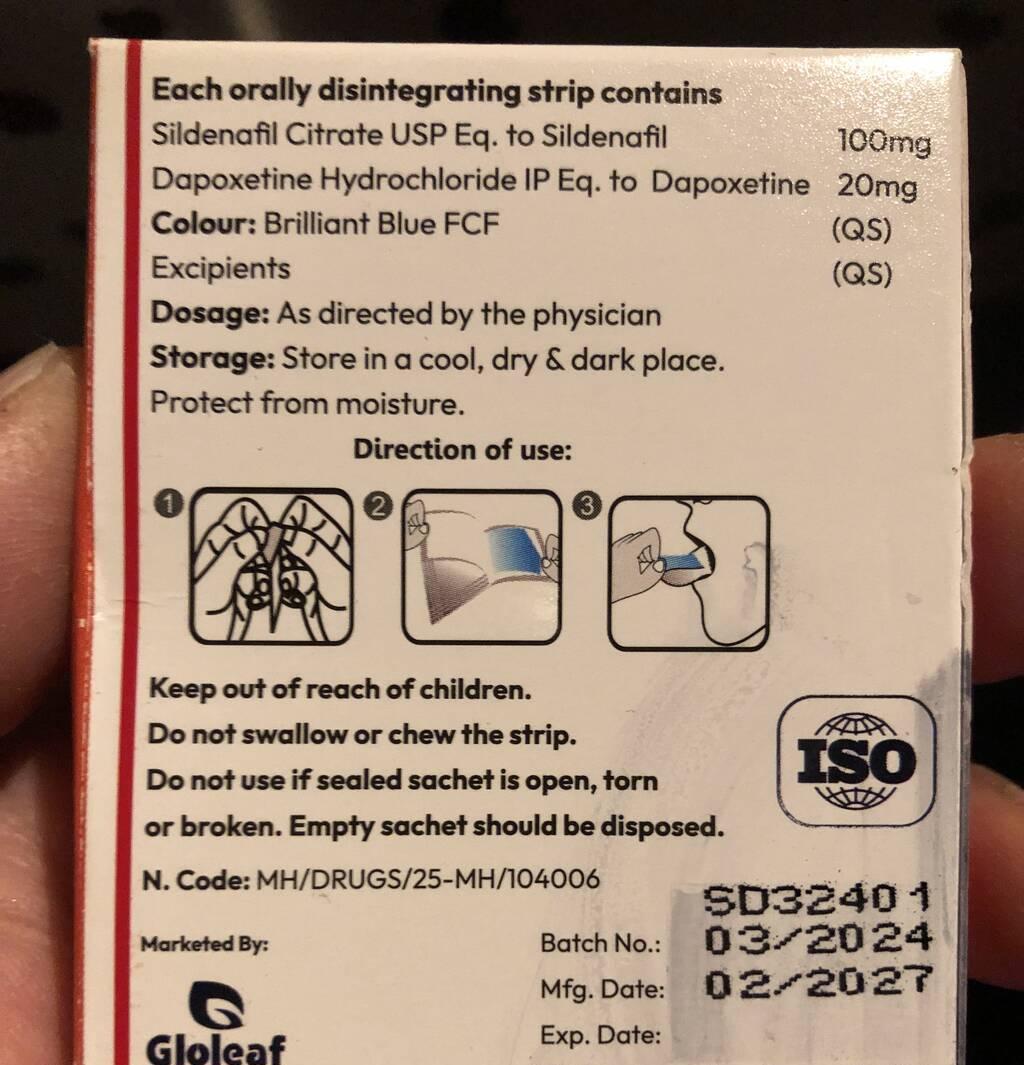 Each orally disintegrating strip contains
Sildenafil Citrate USP Eq. to Sildenafil 100mg
Dapoxetine Hydrochloride IP Eq. to Dapoxetine 20mg
Colour: Brilliant Blue FCF (QS)
Excipients (QS)
Dosage: As directed by the physician
Storage: Store in a cool, dry & dark place.
Protect from moisture.
Direction of use:
1 2 3
Keep out of reach of children.
Do not swallow or chew the strip.
Do not use if sealed sachet is open, torn
or broken. Empty sachet should be disposed.
ISO
N. Code: MH/DRUGS/25-MH/104006
SD32401
Marketed By:
Batch No.: 03/2024
Mfg. Date: 02/2027
Exp. Date:
Gloleaf